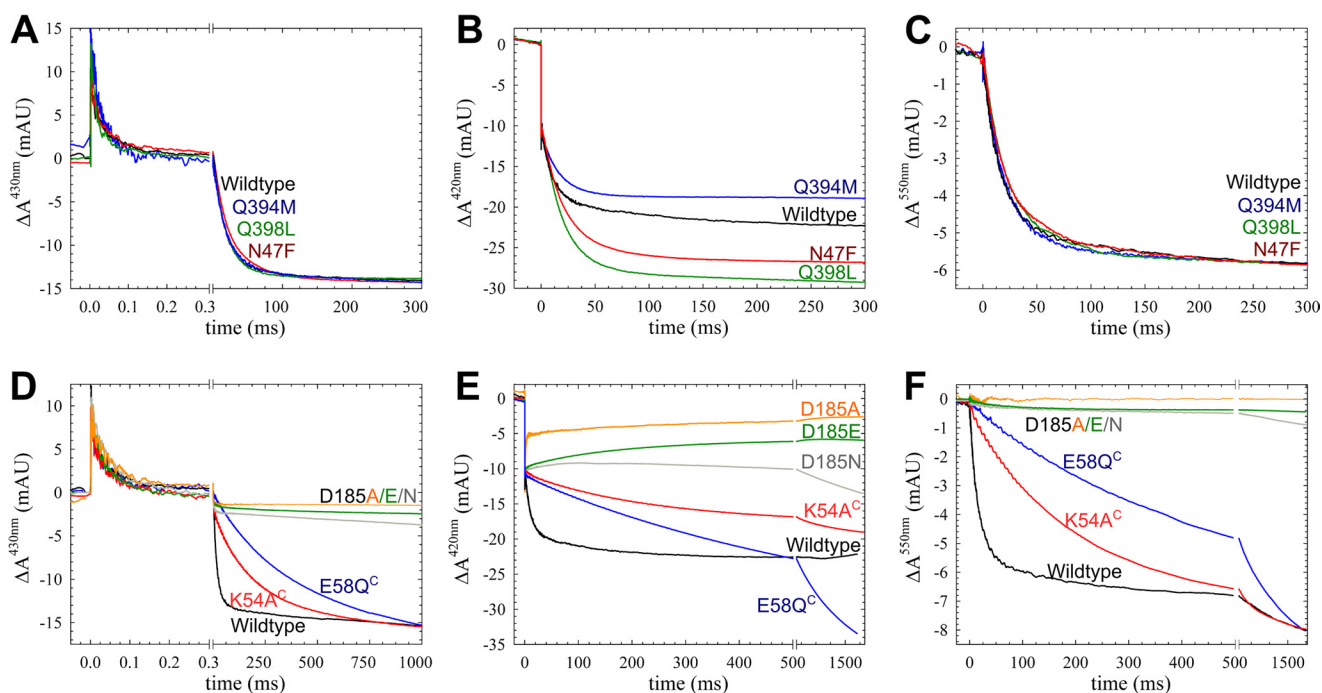 A
ΔA430nm (mAU)
15
10
5
0
-5
-10
-15
Wildtype
Q394M
Q398L
N47F
0.0 0.1 0.2 0.3 100 200 300
time (ms)
B
ΔA420nm (mAU)
0
-5
-10
-15
-20
-25
-30
Q394M
Wildtype
N47F
Q398L
0 50 100 150 200 250 300
time (ms)
C
ΔA550nm (mAU)
0
-1
-2
-3
-4
-5
-6
Wildtype
Q394M
Q398L
N47F
0 50 100 150 200 250 300
time (ms)
D
ΔA430nm (mAU)
10
5
0
-5
-10
-15
D185A/E/N
E58QC
K54AC
Wildtype
0.0 0.1 0.2 0.3 250 500 750 1000
time (ms)
E
ΔA420nm (mAU)
0
-5
-10
-15
-20
-25
-30
-35
D185A
D185E
D185N
K54AC
Wildtype
E58QC
0 100 200 300 400 500 1500
time (ms)
F
ΔA550nm (mAU)
0
-1
-2
-3
-4
-5
-6
-7
-8
D185A/E/N
E58QC
K54AC
Wildtype
0 100 200 300 400 500 1500
time (ms)